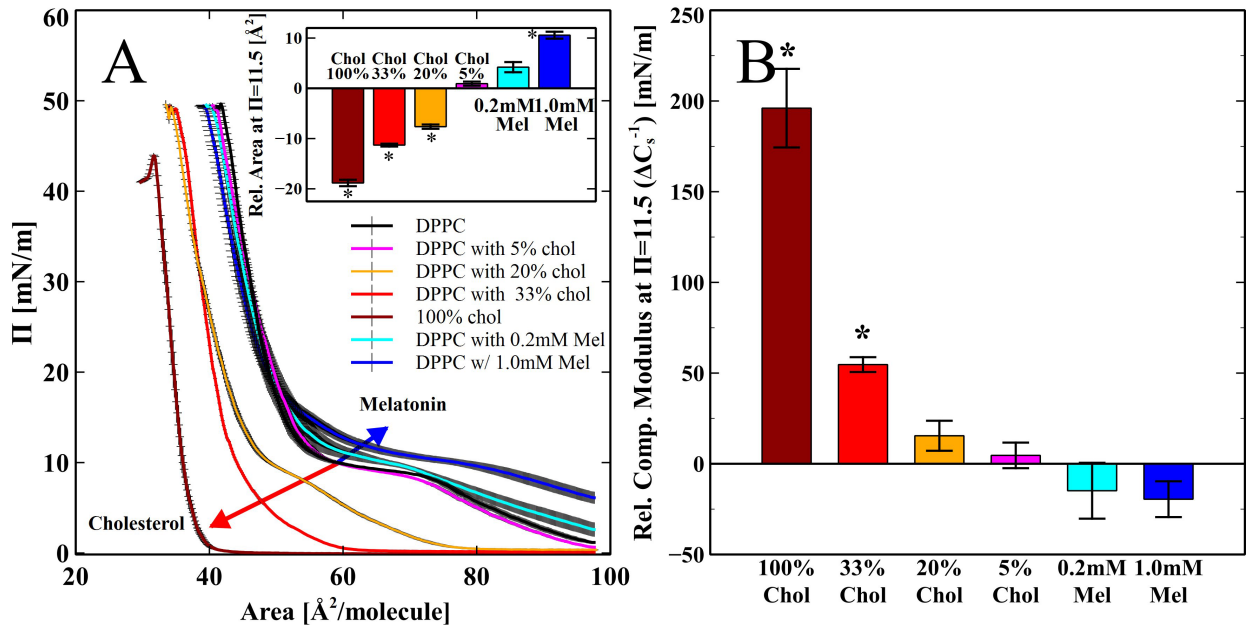 A
60
50
40
30
20
10
0
Π [mN/m]
20
40
60
80
100
Area [Å²/molecule]
Rel. Area at Π=11.5 [Å²]
10
0
−10
−20
Chol Chol Chol Chol
100% 33% 20% 5%
0.2mM 1.0mM
Mel Mel
*
*
*
*
DPPC
DPPC with 5% chol
DPPC with 20% chol
DPPC with 33% chol
100% chol
DPPC with 0.2mM Mel
DPPC w/ 1.0mM Mel
Melatonin
Cholesterol
B
Rel. Comp. Modulus at Π=11.5 (ΔCₛ⁻¹) [mN/m]
250
200
150
100
50
0
−50
*
*
100% 33% 20% 5% 0.2mM 1.0mM
Chol Chol Chol Chol Mel Mel